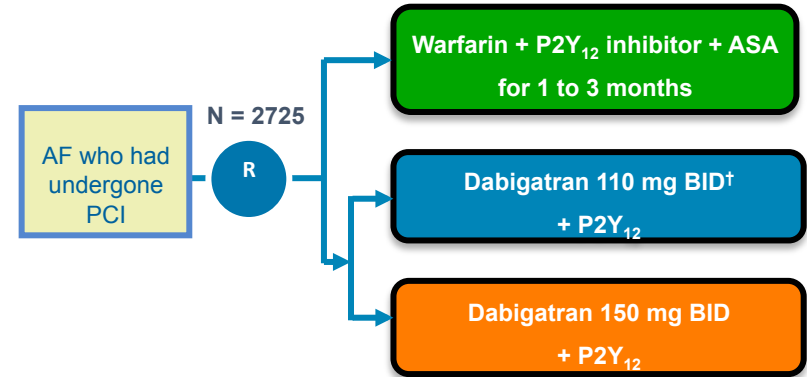 AF who had
undergone
PCI
N = 2725
R
Warfarin + P2Y₁₂ inhibitor + ASA
for 1 to 3 months
Dabigatran 110 mg BID†
+ P2Y₁₂
Dabigatran 150 mg BID
+ P2Y₁₂